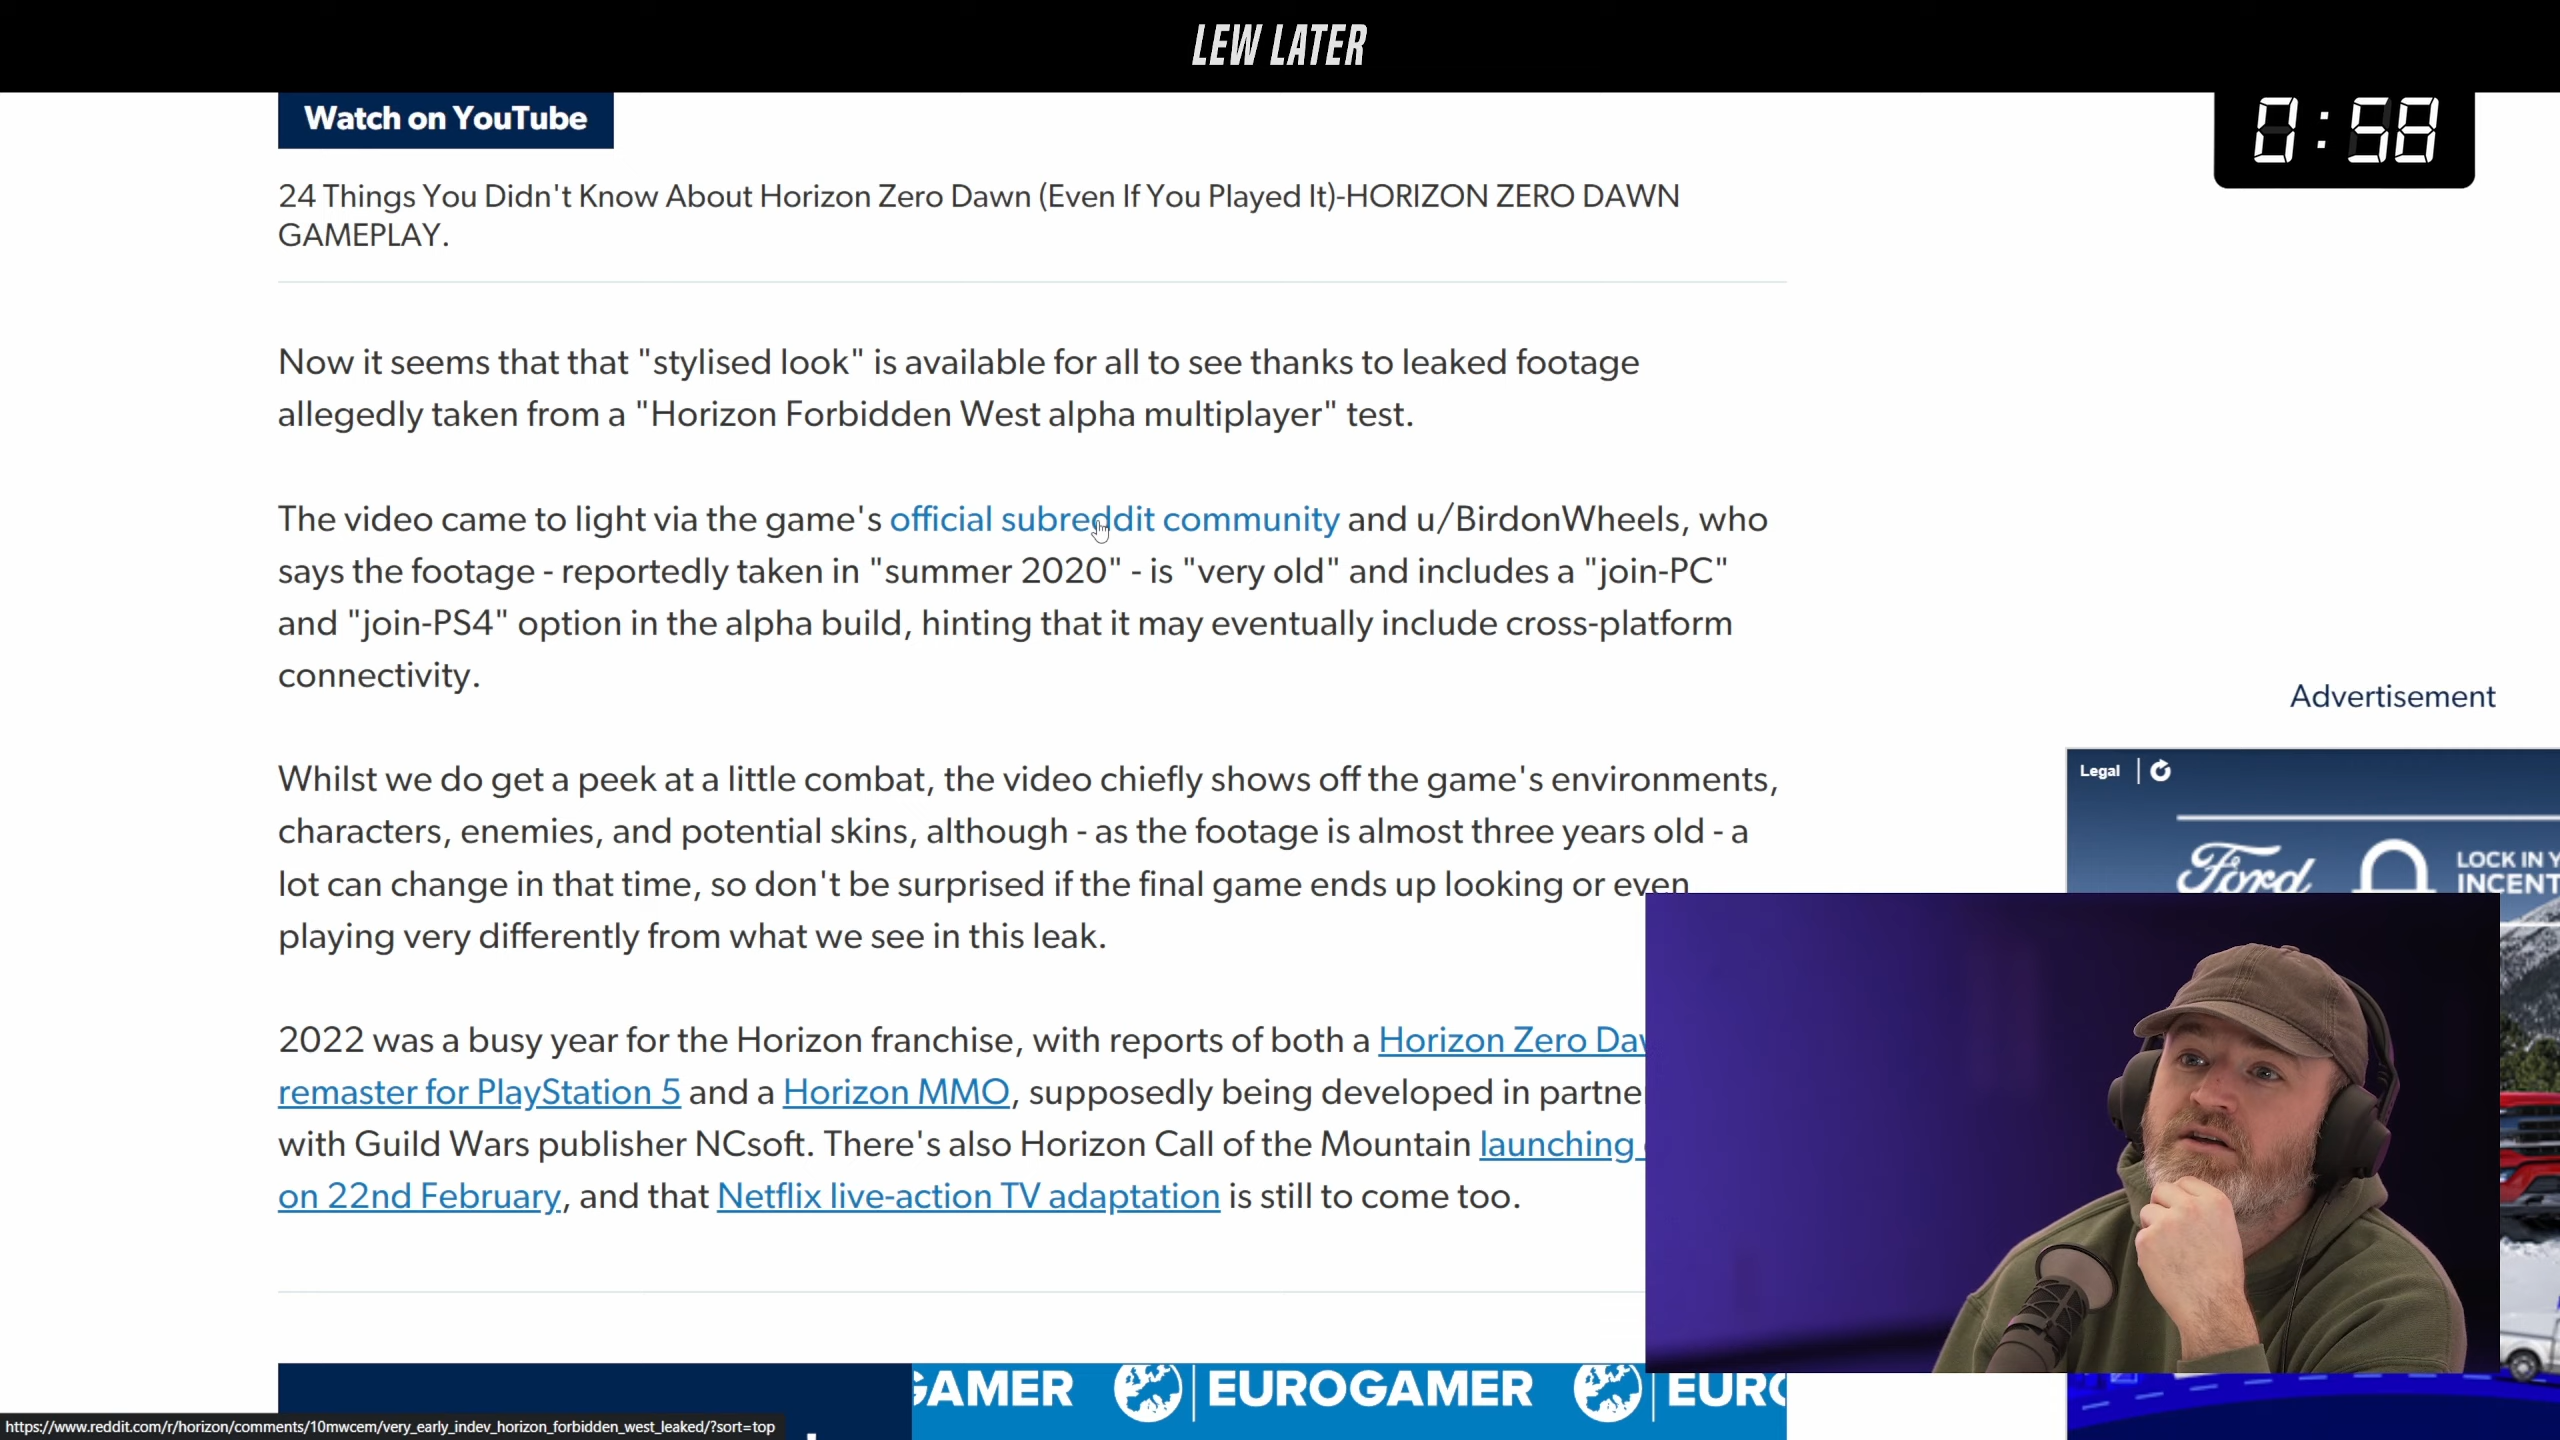 LEW LATER
Watch on YouTube
0:58
24 Things You Didn't Know About Horizon Zero Dawn (Even If You Played It)-HORIZON ZERO DAWN
GAMEPLAY.
Now it seems that that "stylised look" is available for all to see thanks to leaked footage
allegedly taken from a "Horizon Forbidden West alpha multiplayer" test.
The video came to light via the game's official subreddit community and u/BirdonWheels, who
says the footage - reportedly taken in "summer 2020" - is "very old" and includes a "join-PC"
and "join-PS4" option in the alpha build, hinting that it may eventually include cross-platform
connectivity.
Advertisement
Legal
Ford
LOCK IN Y
INCENT
Whilst we do get a peek at a little combat, the video chiefly shows off the game's environments,
characters, enemies, and potential skins, although - as the footage is almost three years old - a
lot can change in that time, so don't be surprised if the final game ends up looking or even
playing very differently from what we see in this leak.
2022 was a busy year for the Horizon franchise, with reports of both a Horizon Zero Daw
remaster for PlayStation 5 and a Horizon MMO, supposedly being developed in partne
with Guild Wars publisher NCsoft. There's also Horizon Call of the Mountain launching
on 22nd February, and that Netflix live-action TV adaptation is still to come too.
GAMER | EUROGAMER | EURO
https://www.reddit.com/r/horizon/comments/10mwcem/very_early_indev_horizon_forbidden_west_leaked/?sort=top